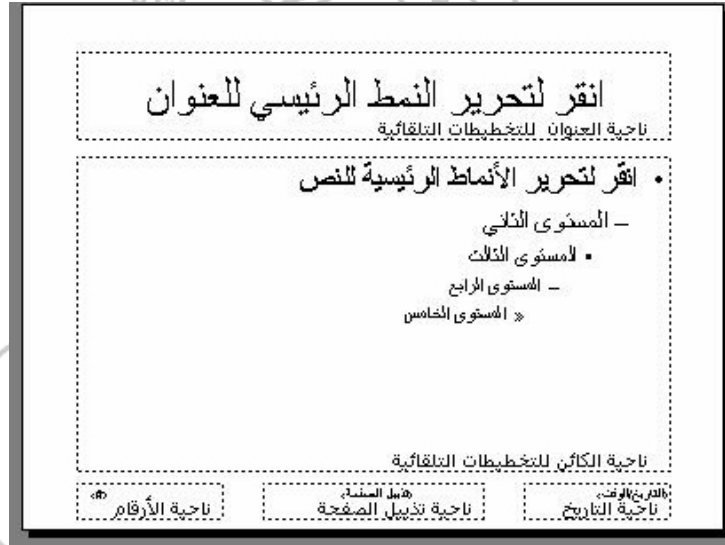 انقر لتحرير النمط الرئيسي للعنوان
ناحية العنوان للتخطيطات التلقائية
• انقر لتحرير الأنماط الرئيسية للنص
– المستوى الثاني
• المستوى الثالث
– المستوى الرابع
» المستوى الخامس
ناحية الكائن للتخطيطات التلقائية
<التاريخ/الوقت>
ناحية التاريخ
<تذييل الصفحة>
ناحية تذييل الصفحة
<#>
ناحية الأرقام